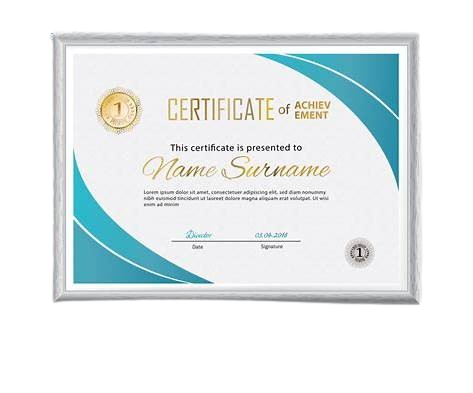 1
CERTIFICATE of ACHIEV
EMENT
This certificate is presented to
Name Surname
Lorem ipsum dolor sit amet, consectetuer adipiscing elit, sed diam nonummy
nibh euismod tincidunt ut laoreet dolore magna aliquam erat volutpat. Ut wisi
enim ad minim
Director 03.04.2018
Date Signature
1